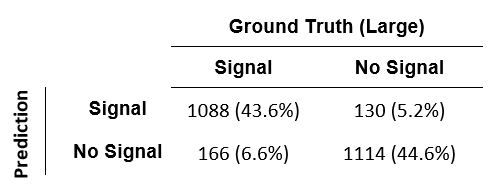 Ground Truth (Large)
Signal No Signal
Prediction
Signal 1088 (43.6%) 130 (5.2%)
No Signal 166 (6.6%) 1114 (44.6%)